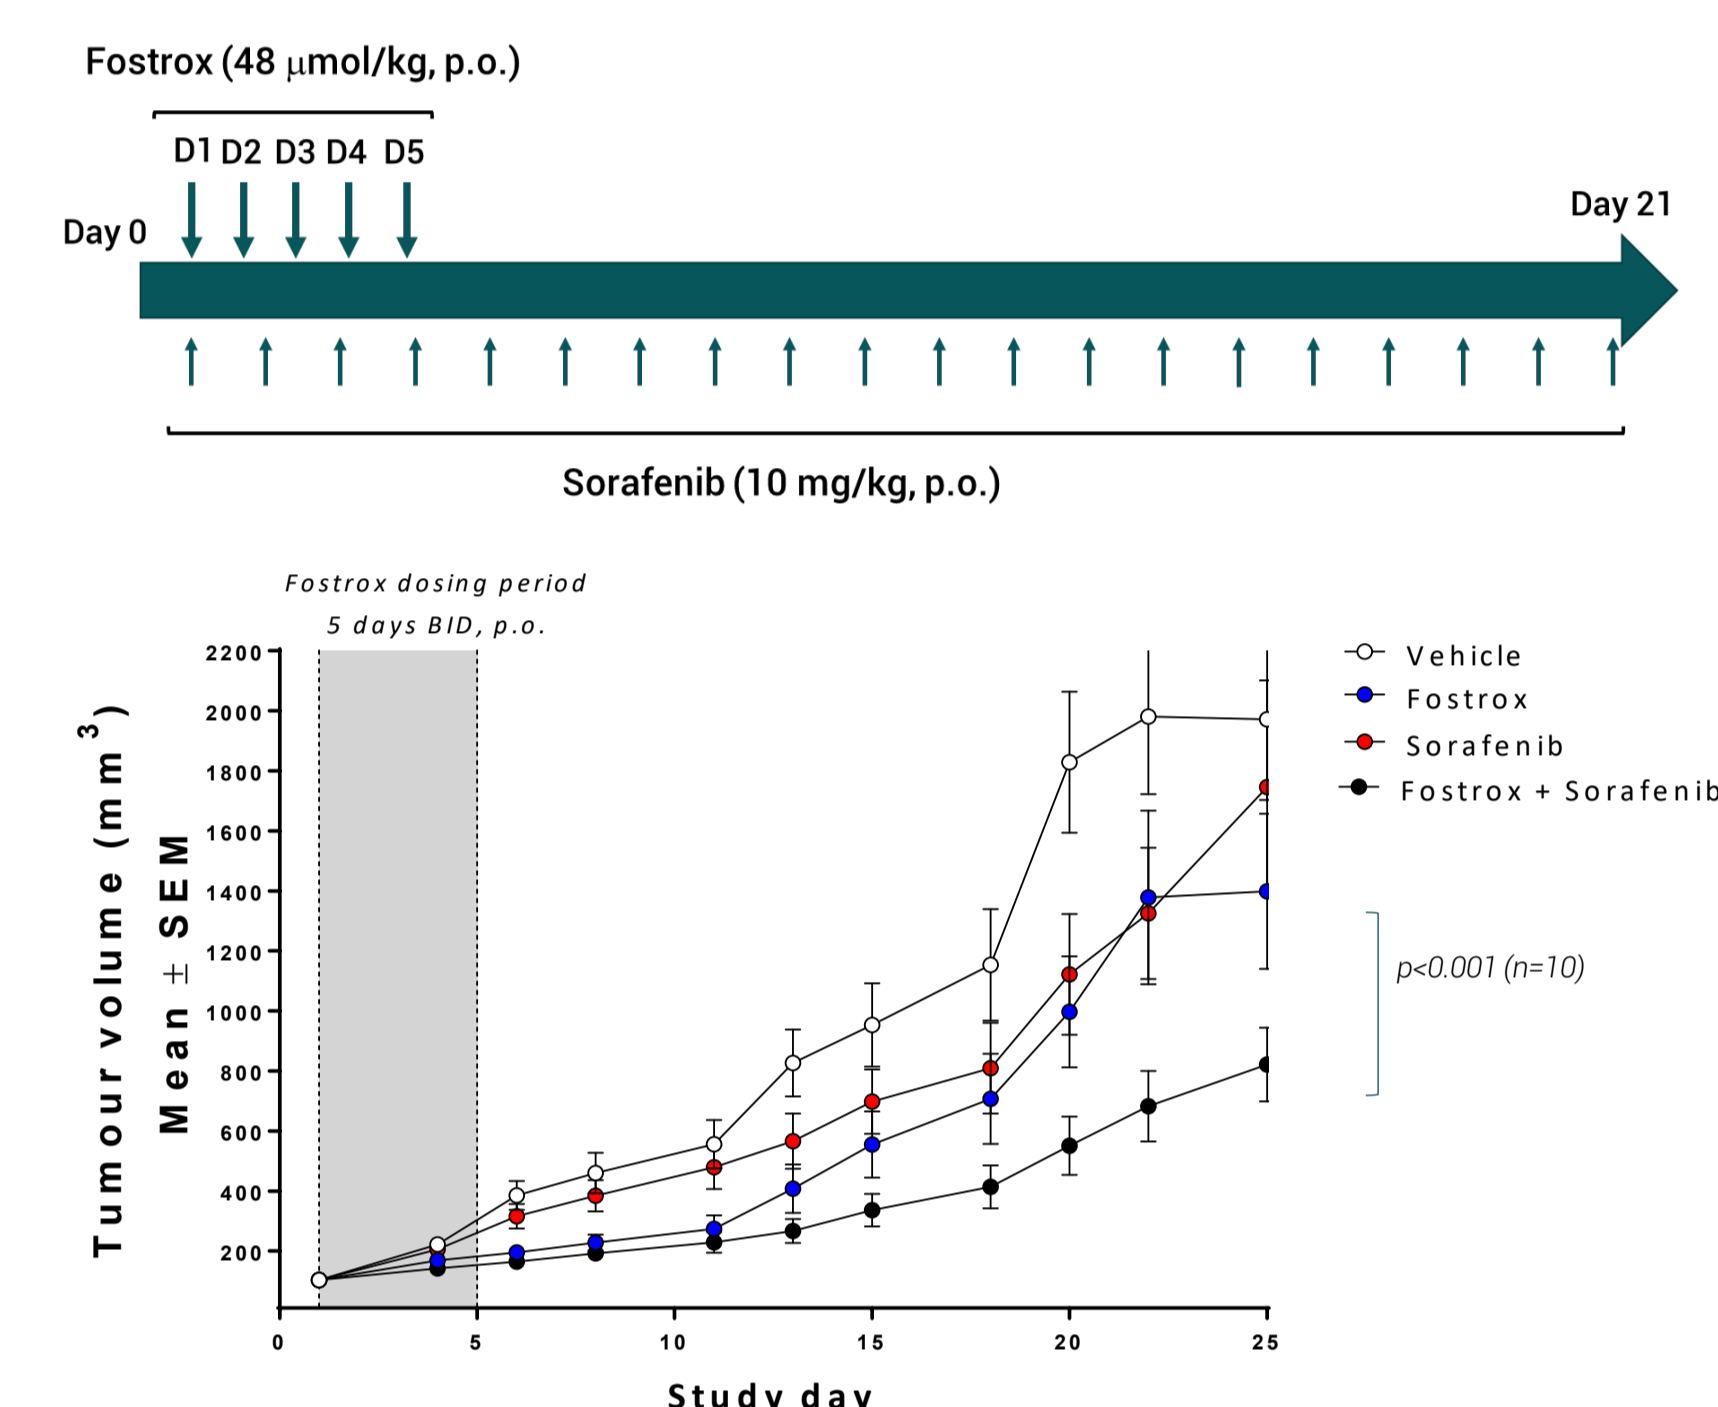 Fostrox (48 μmol/kg, p.o.)
D1 D2 D3 D4 D5
Day 0
Day 21
Sorafenib (10 mg/kg, p.o.)
Fostrox dosing period
5 days BID, p.o.
Tumour volume (mm³)
Mean ± SEM
2200
2000
1800
1600
1400
1200
1000
800
600
400
200
0 5 10 15 20 25
Study day
Vehicle
Fostrox
Sorafenib
Fostrox + Sorafenib
p<0.001 (n=10)